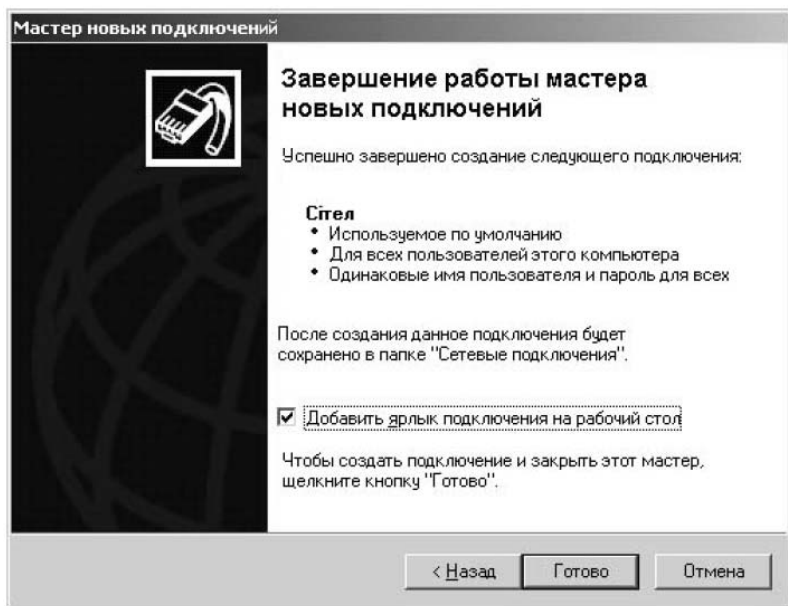 Мастер новых подключений
Завершение работы мастера
новых подключений
Успешно завершено создание следующего подключения:
Сітел
• Используемое по умолчанию
• Для всех пользователей этого компьютера
• Одинаковые имя пользователя и пароль для всех
После создания данное подключения будет
сохранено в папке "Сетевые подключения".
Добавить ярлык подключения на рабочий стол
Чтобы создать подключение и закрыть этот мастер,
щелкните кнопку "Готово".
< Назад Готово Отмена